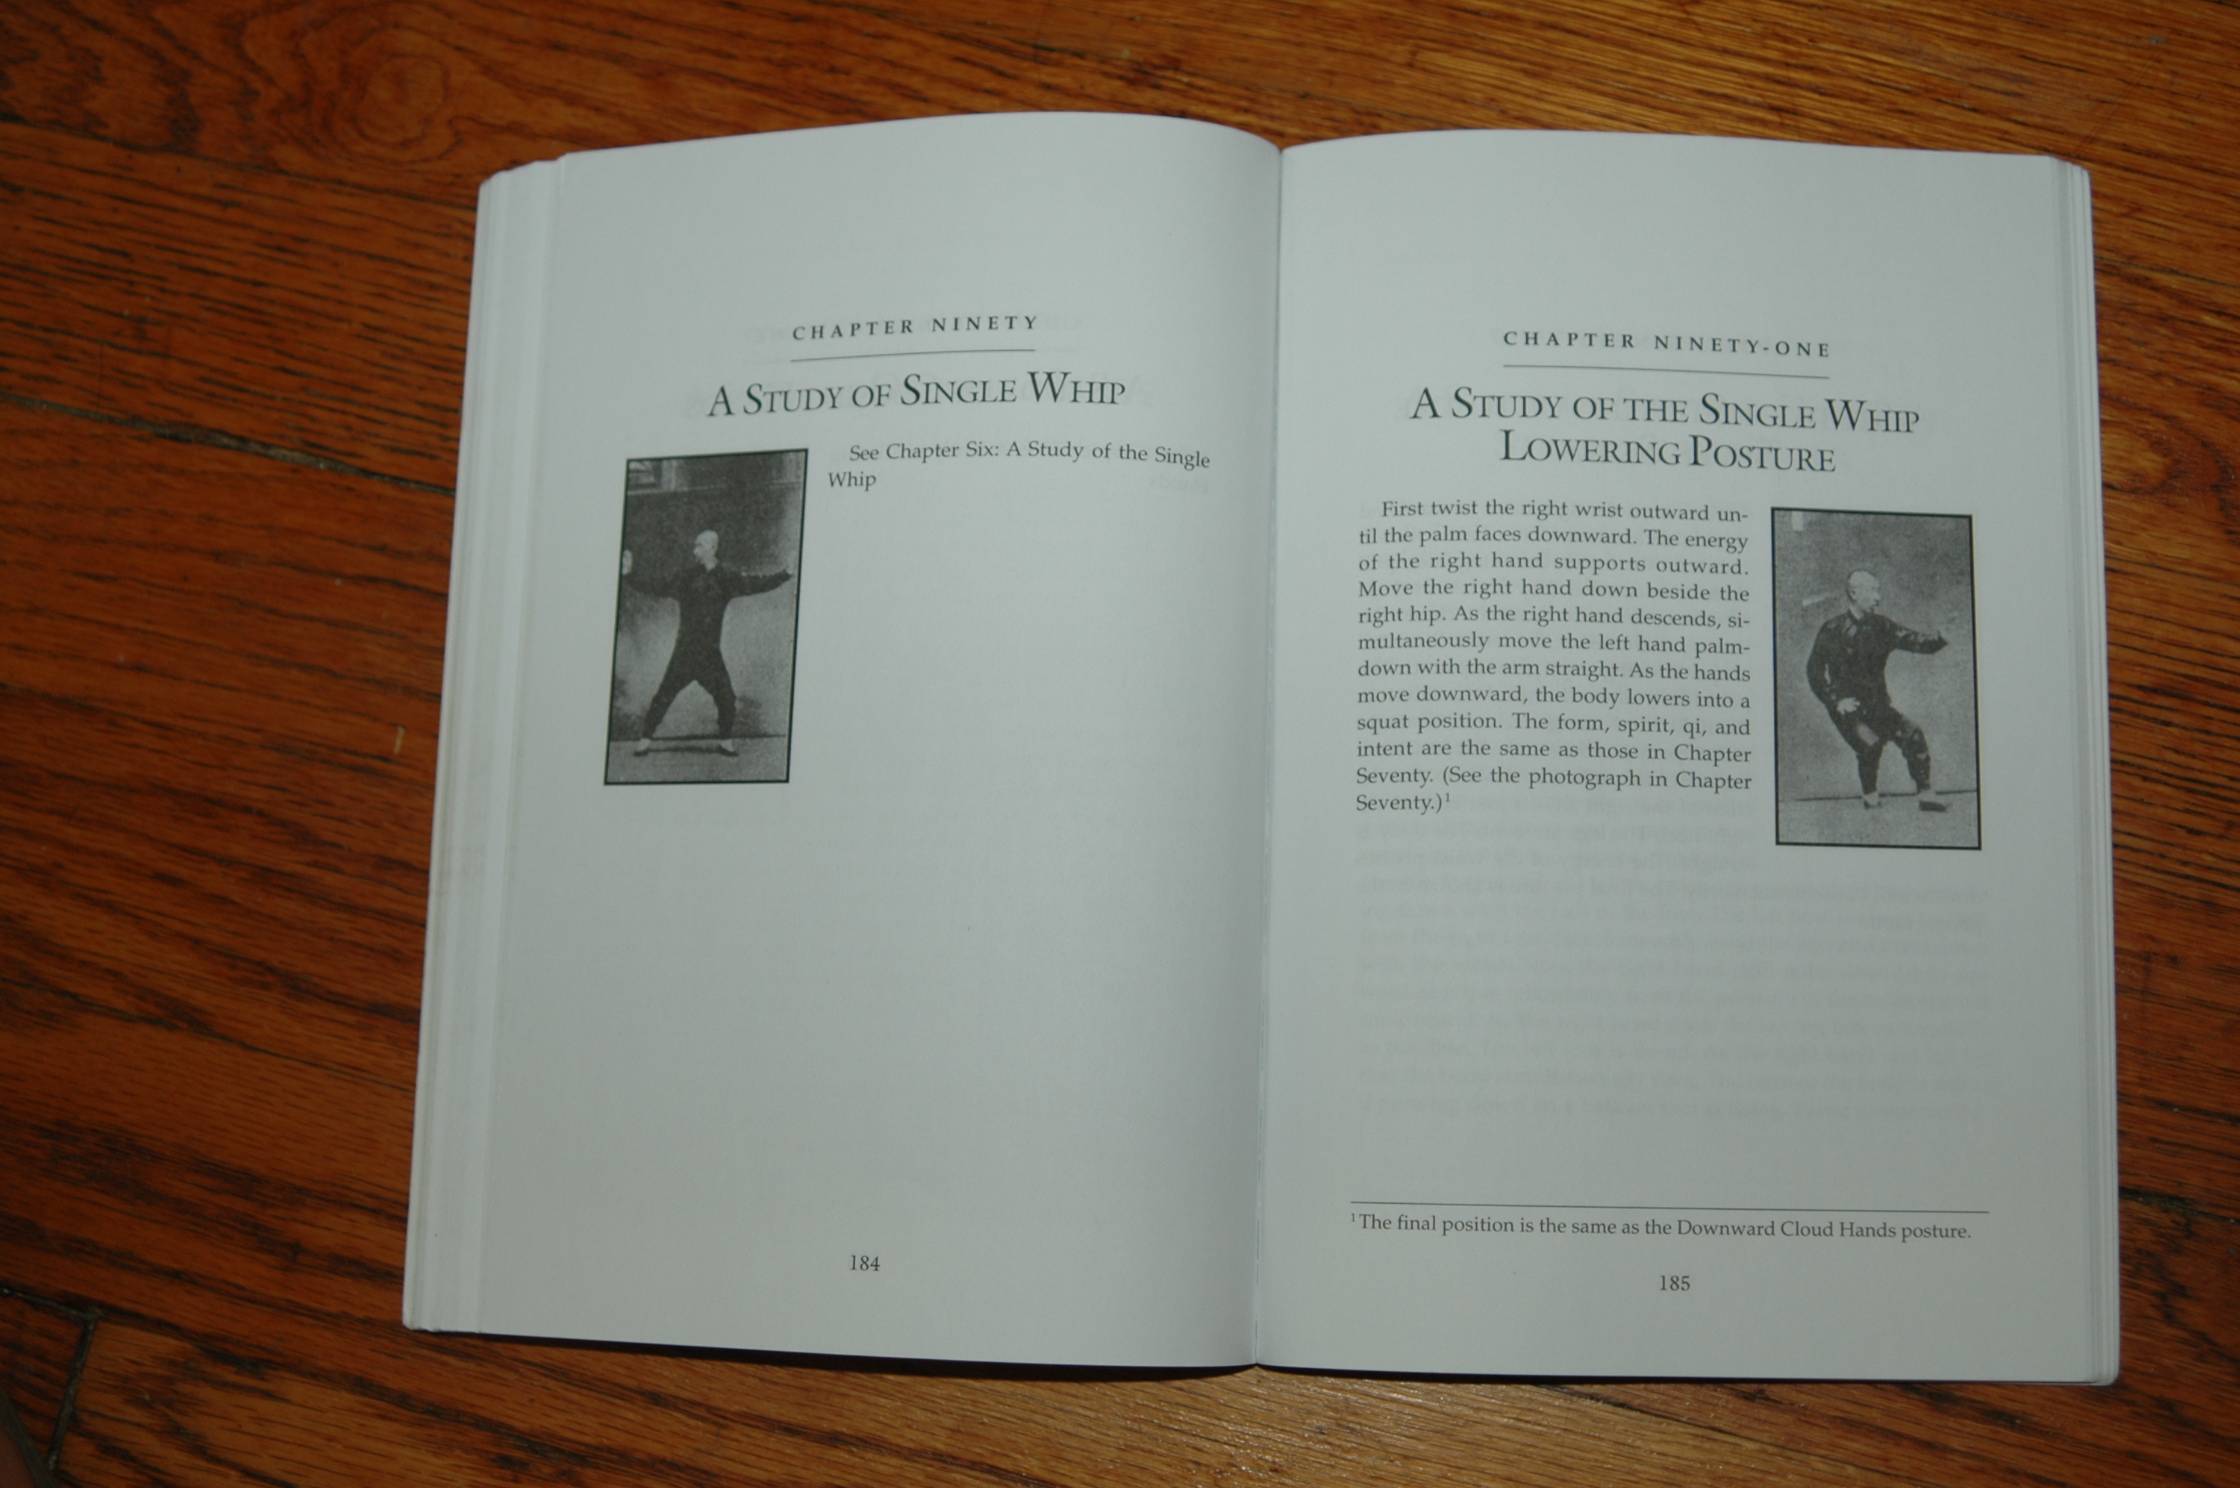 CHAPTER NINETY
A STUDY OF SINGLE WHIP
See Chapter Six: A Study of the Single
Whip
184
CHAPTER NINETY-ONE
A STUDY OF THE SINGLE WHIP
LOWERING POSTURE
First twist the right wrist outward un-
til the palm faces downward. The energy
of the right hand supports outward.
Move the right hand down beside the
right hip. As the right hand descends, si-
multaneously move the left hand palm-
down with the arm straight. As the hands
move downward, the body lowers into a
squat position. The form, spirit, qi, and
intent are the same as those in Chapter
Seventy. (See the photograph in Chapter
Seventy.)¹
¹ The final position is the same as the Downward Cloud Hands posture.
185